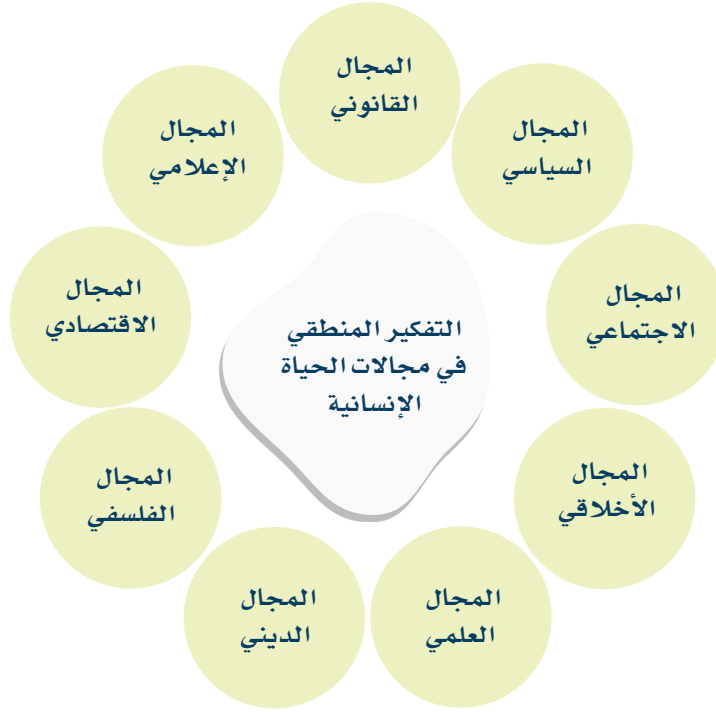 المجال
القانوني
المجال
السياسي
المجال
الاجتماعي
المجال
الأخلاقي
المجال
العلمي
المجال
الديني
المجال
الفلسفي
المجال
الاقتصادي
المجال
الإعلامي
التفكير المنطقي
في مجالات الحياة
الإنسانية